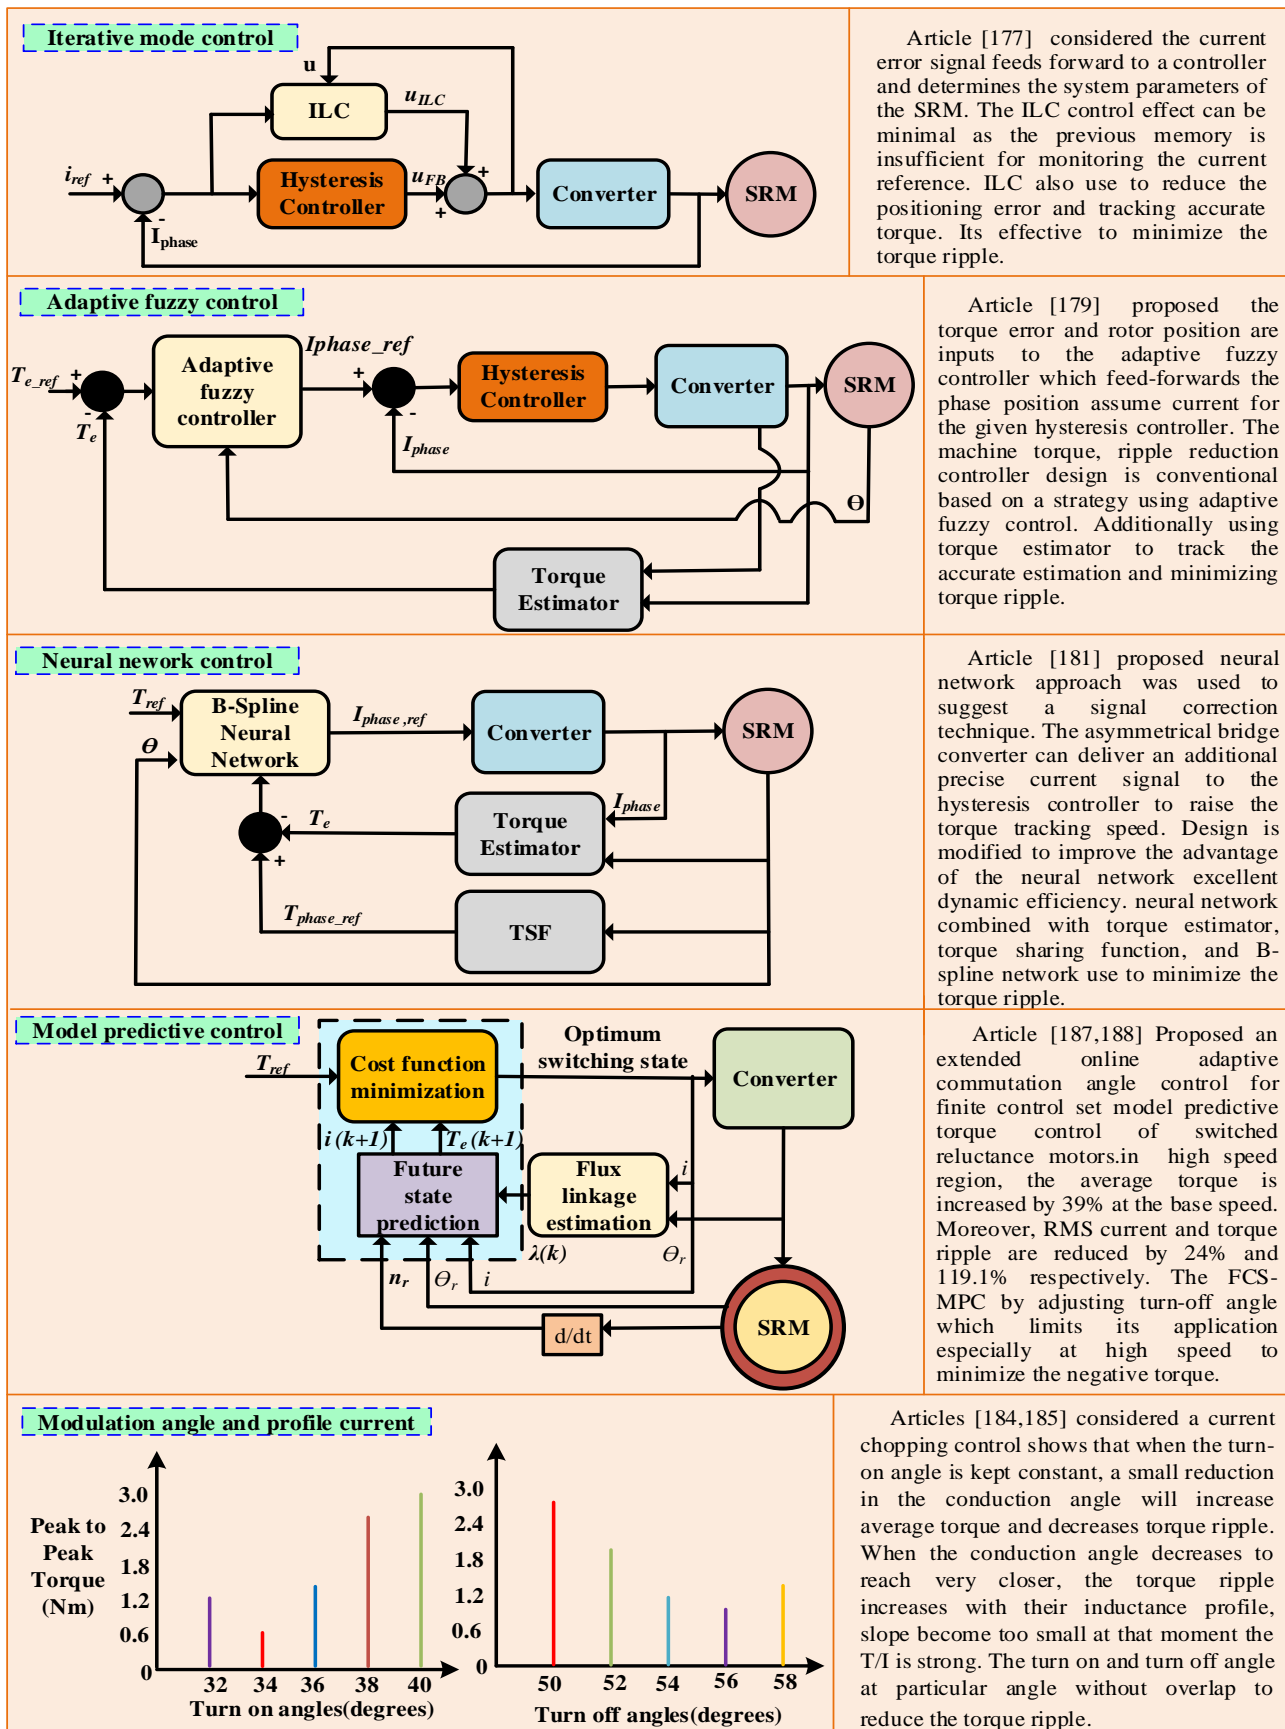 Iterative mode control
u
ILC
u_ILC
i_ref
+
-
I_phase
Hysteresis
Controller
u_FB
+
+
Converter
SRM
Article [177] considered the current
error signal feeds forward to a controller
and determines the system parameters of
the SRM. The ILC control effect can be
minimal as the previous memory is
insufficient for monitoring the current
reference. ILC also use to reduce the
positioning error and tracking accurate
torque. Its effective to minimize the
torque ripple.
Adaptive fuzzy control
T_e_ref
+
-
T_e
Adaptive
fuzzy
controller
Iphase_ref
+
-
I_phase
Hysteresis
Controller
Converter
SRM
Θ
Torque
Estimator
Article [179] proposed the
torque error and rotor position are
inputs to the adaptive fuzzy
controller which feed-forwards the
phase position assume current for
the given hysteresis controller. The
machine torque, ripple reduction
controller design is conventional
based on a strategy using adaptive
fuzzy control. Additionally using
torque estimator to track the
accurate estimation and minimizing
torque ripple.
Neural nework control
T_ref
Θ
B-Spline
Neural
Network
I_phase,ref
Converter
SRM
I_phase
-
+
T_e
Torque
Estimator
T_phase_ref
TSF
Article [181] proposed neural
network approach was used to
suggest a signal correction
technique. The asymmetrical bridge
converter can deliver an additional
precise current signal to the
hysteresis controller to raise the
torque tracking speed. Design is
modified to improve the advantage
of the neural network excellent
dynamic efficiency. neural network
combined with torque estimator,
torque sharing function, and B-
spline network use to minimize the
torque ripple.
Model predictive control
T_ref
Cost function
minimization
Optimum
switching state
Converter
i(k+1)
T_e(k+1)
Future
state
prediction
Flux
linkage
estimation
i
λ(k)
Θ_r
n_r
Θ_r
i
d/dt
SRM
Article [187,188] Proposed an
extended online adaptive
commutation angle control for
finite control set model predictive
torque control of switched
reluctance motors.in high speed
region, the average torque is
increased by 39% at the base speed.
Moreover, RMS current and torque
ripple are reduced by 24% and
119.1% respectively. The FCS-
MPC by adjusting turn-off angle
which limits its application
especially at high speed to
minimize the negative torque.
Modulation angle and profile current
Peak to
Peak
Torque
(Nm)
3.0
2.4
1.8
1.2
0.6
0
32 34 36 38 40
Turn on angles(degrees)
3.0
2.4
1.8
1.2
0.6
0
50 52 54 56 58
Turn off angles(degrees)
Articles [184,185] considered a current
chopping control shows that when the turn-
on angle is kept constant, a small reduction
in the conduction angle will increase
average torque and decreases torque ripple.
When the conduction angle decreases to
reach very closer, the torque ripple
increases with their inductance profile,
slope become too small at that moment the
T/I is strong. The turn on and turn off angle
at particular angle without overlap to
reduce the torque ripple.